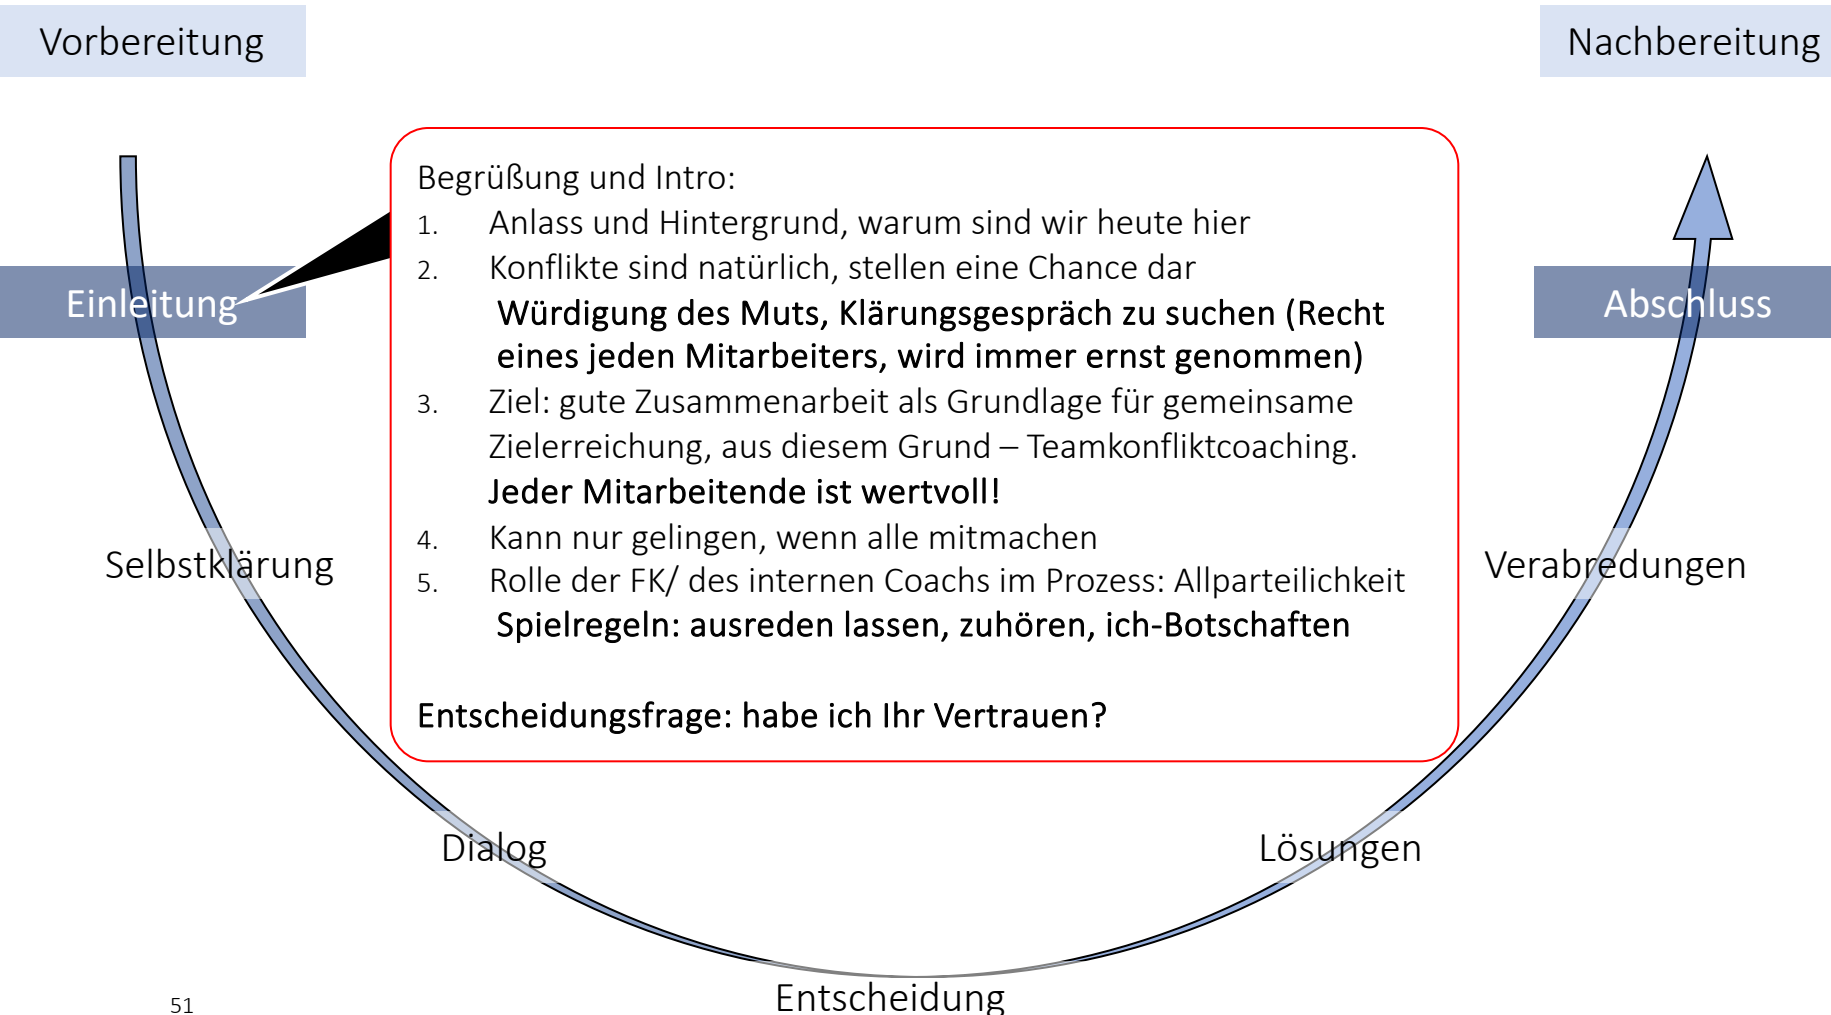 Vorbereitung
Nachbereitung
Begrüßung und Intro:
1. Anlass und Hintergrund, warum sind wir heute hier
2. Konflikte sind natürlich, stellen eine Chance dar
Würdigung des Muts, Klärungsgespräch zu suchen (Recht
eines jeden Mitarbeiters, wird immer ernst genommen)
3. Ziel: gute Zusammenarbeit als Grundlage für gemeinsame
Zielerreichung, aus diesem Grund – Teamkonfliktcoaching.
Jeder Mitarbeitende ist wertvoll!
4. Kann nur gelingen, wenn alle mitmachen
5. Rolle der FK/ des internen Coachs im Prozess: Allparteilichkeit
Spielregeln: ausreden lassen, zuhören, ich-Botschaften
Entscheidungsfrage: habe ich Ihr Vertrauen?
Einleitung
Abschluss
Selbstklärung
Verabredungen
Dialog
Lösungen
Entscheidung
51